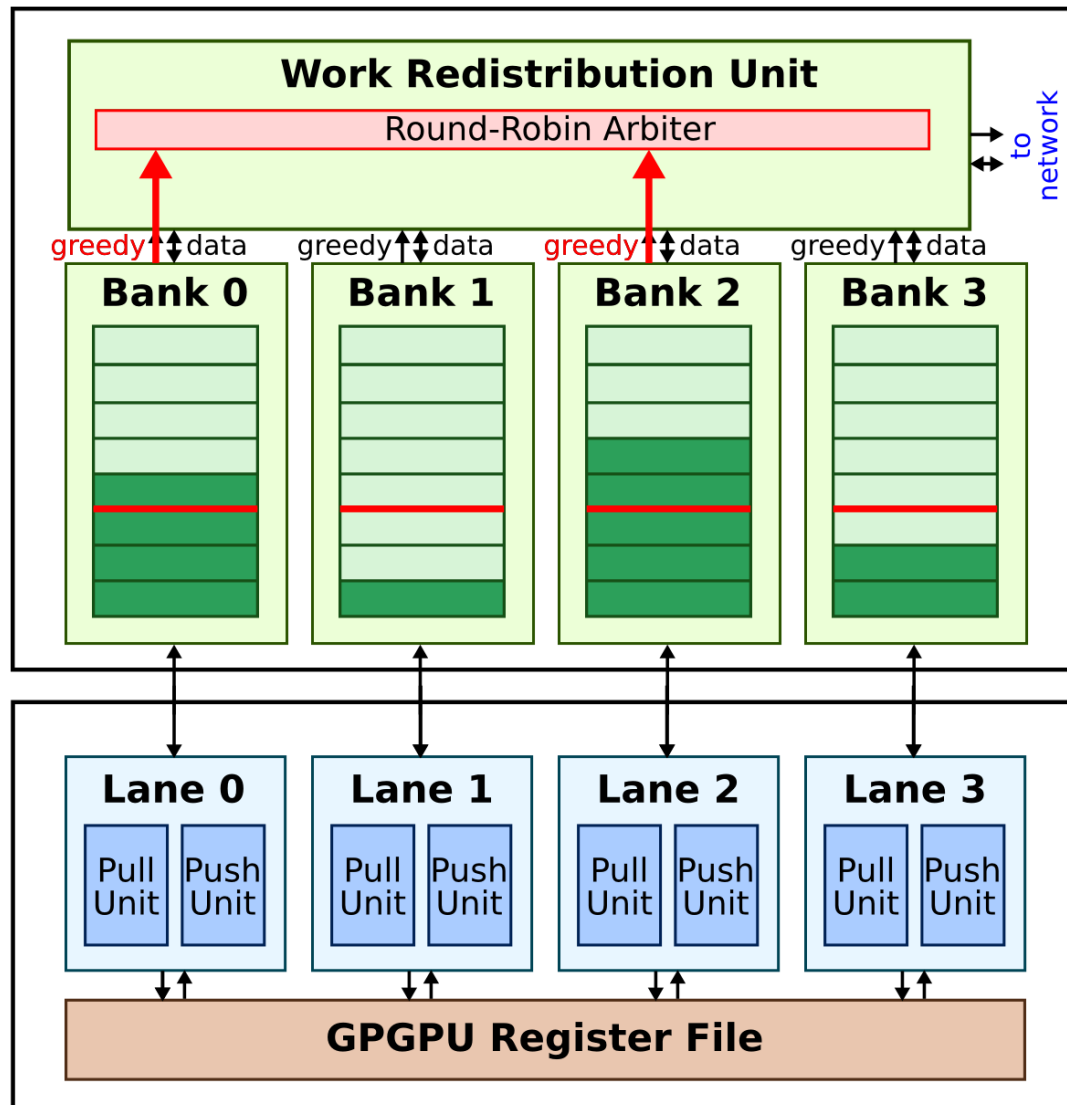 Work Redistribution Unit
Round-Robin Arbiter
to
network
greedy data greedy data greedy data greedy data
Bank 0 Bank 1 Bank 2 Bank 3
Lane 0 Lane 1 Lane 2 Lane 3
Pull Push Pull Push Pull Push Pull Push
Unit Unit Unit Unit Unit Unit Unit Unit
GPGPU Register File